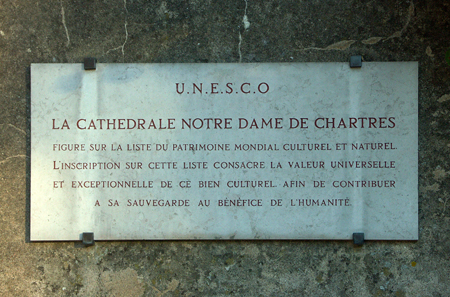 U.N.E.S.C.O
LA CATHEDRALE NOTRE DAME DE CHARTRES
FIGURE SUR LA LISTE DU PATRIMOINE MONDIAL CULTUREL ET NATUREL.
L'INSCRIPTION SUR CETTE LISTE CONSACRE LA VALEUR UNIVERSELLE
ET EXCEPTIONNELLE DE CE BIEN CULTUREL AFIN DE CONTRIBUER
A SA SAUVEGARDE AU BÉNÉFICE DE L'HUMANITÉ.